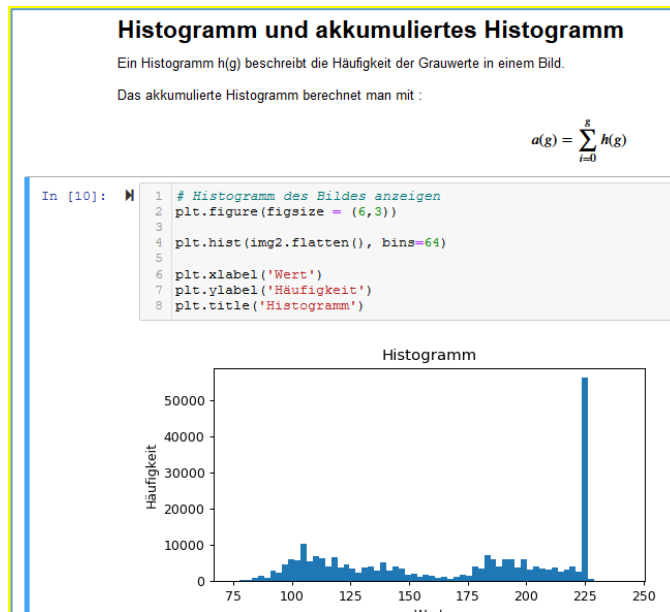 Histogramm und akkumuliertes Histogramm
Ein Histogramm h(g) beschreibt die Häufigkeit der Grauwerte in einem Bild.
Das akkumulierte Histogramm berechnet man mit :
a(g) = ∑_{i=0}^{g} h(g)
In [10]:
1 # Histogramm des Bildes anzeigen
2 plt.figure(figsize = (6,3))
3
4 plt.hist(img2.flatten(), bins=64)
5
6 plt.xlabel('Wert')
7 plt.ylabel('Häufigkeit')
8 plt.title('Histogramm')
Histogramm
Häufigkeit
50000
40000
30000
20000
10000
0
75 100 125 150 175 200 225 250